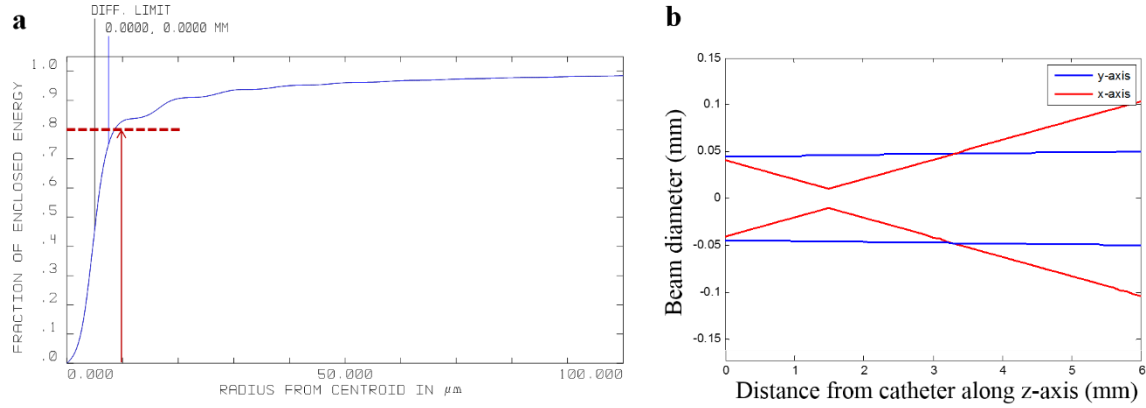 a
DIFF. LIMIT
0.0000, 0.0000 MM
FRACTION OF ENCLOSED ENERGY
1.0
.9
.8
.7
.6
.5
.4
.3
.2
.1
.0
0.000
50.000
100.000
RADIUS FROM CENTROID IN µm
b
y-axis
x-axis
Beam diameter (mm)
0.15
0.1
0.05
0
-0.05
-0.1
-0.15
0
1
2
3
4
5
6
Distance from catheter along z-axis (mm)